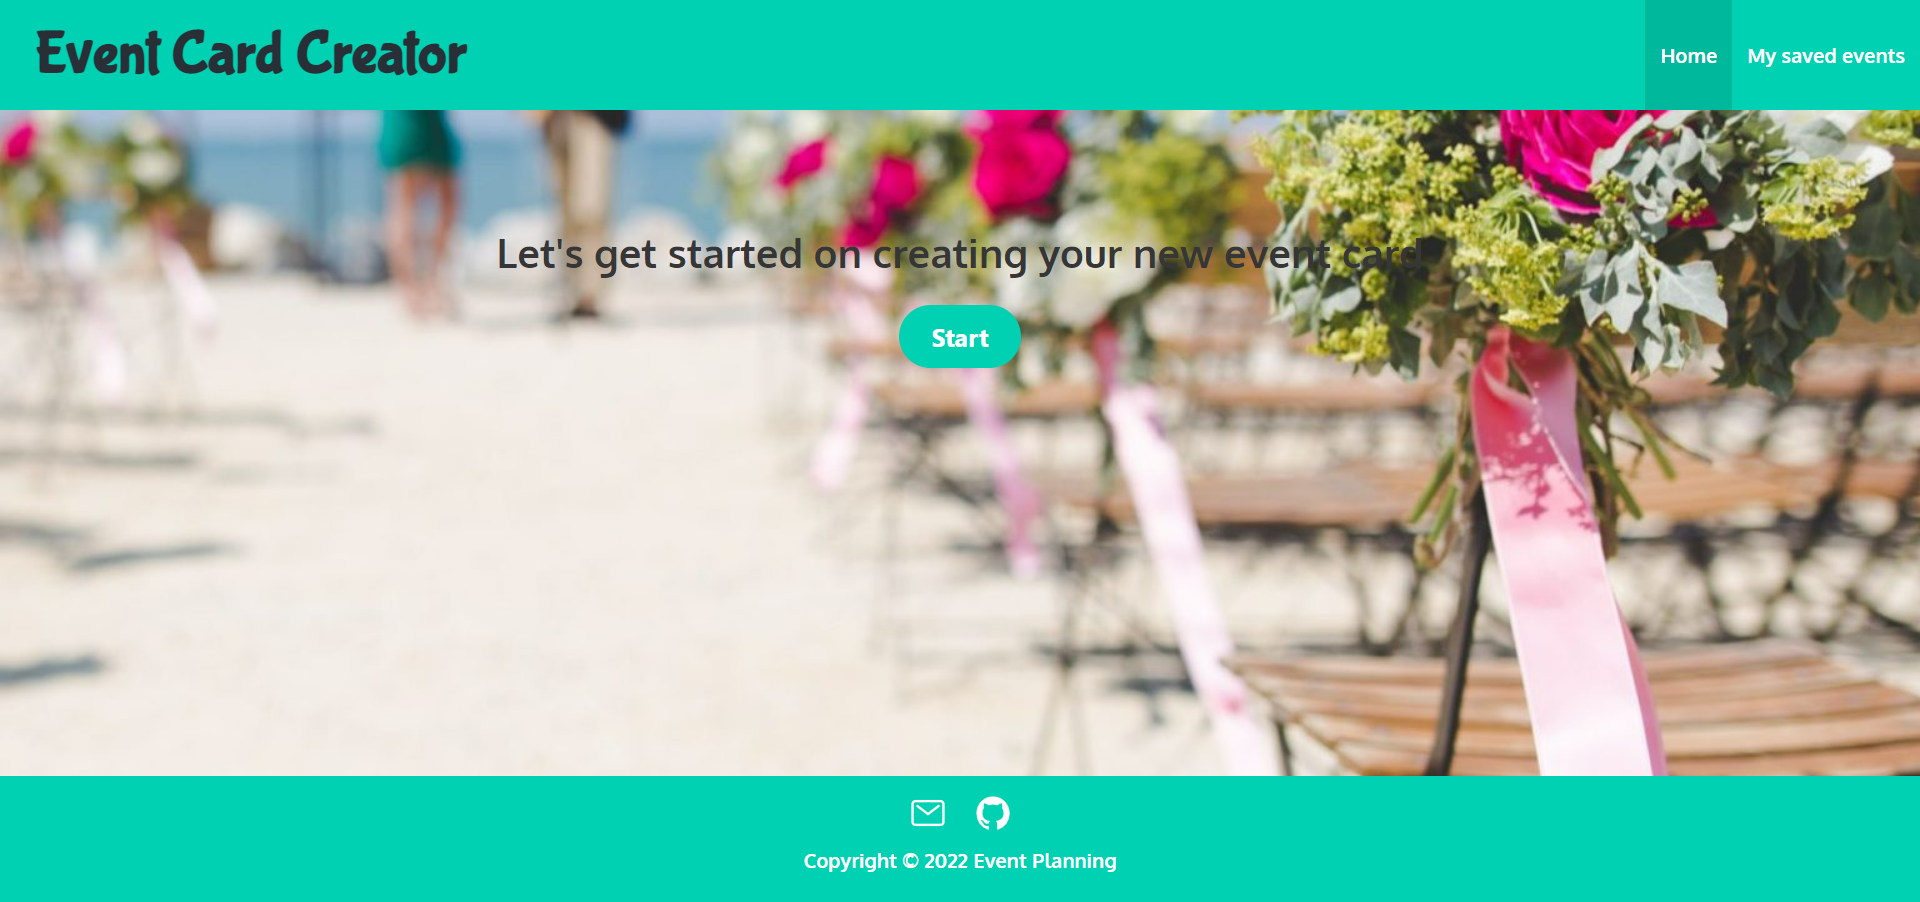 Event Card Creator
Home
My saved events
Let's get started on creating your new event card
Start
Copyright © 2022 Event Planning